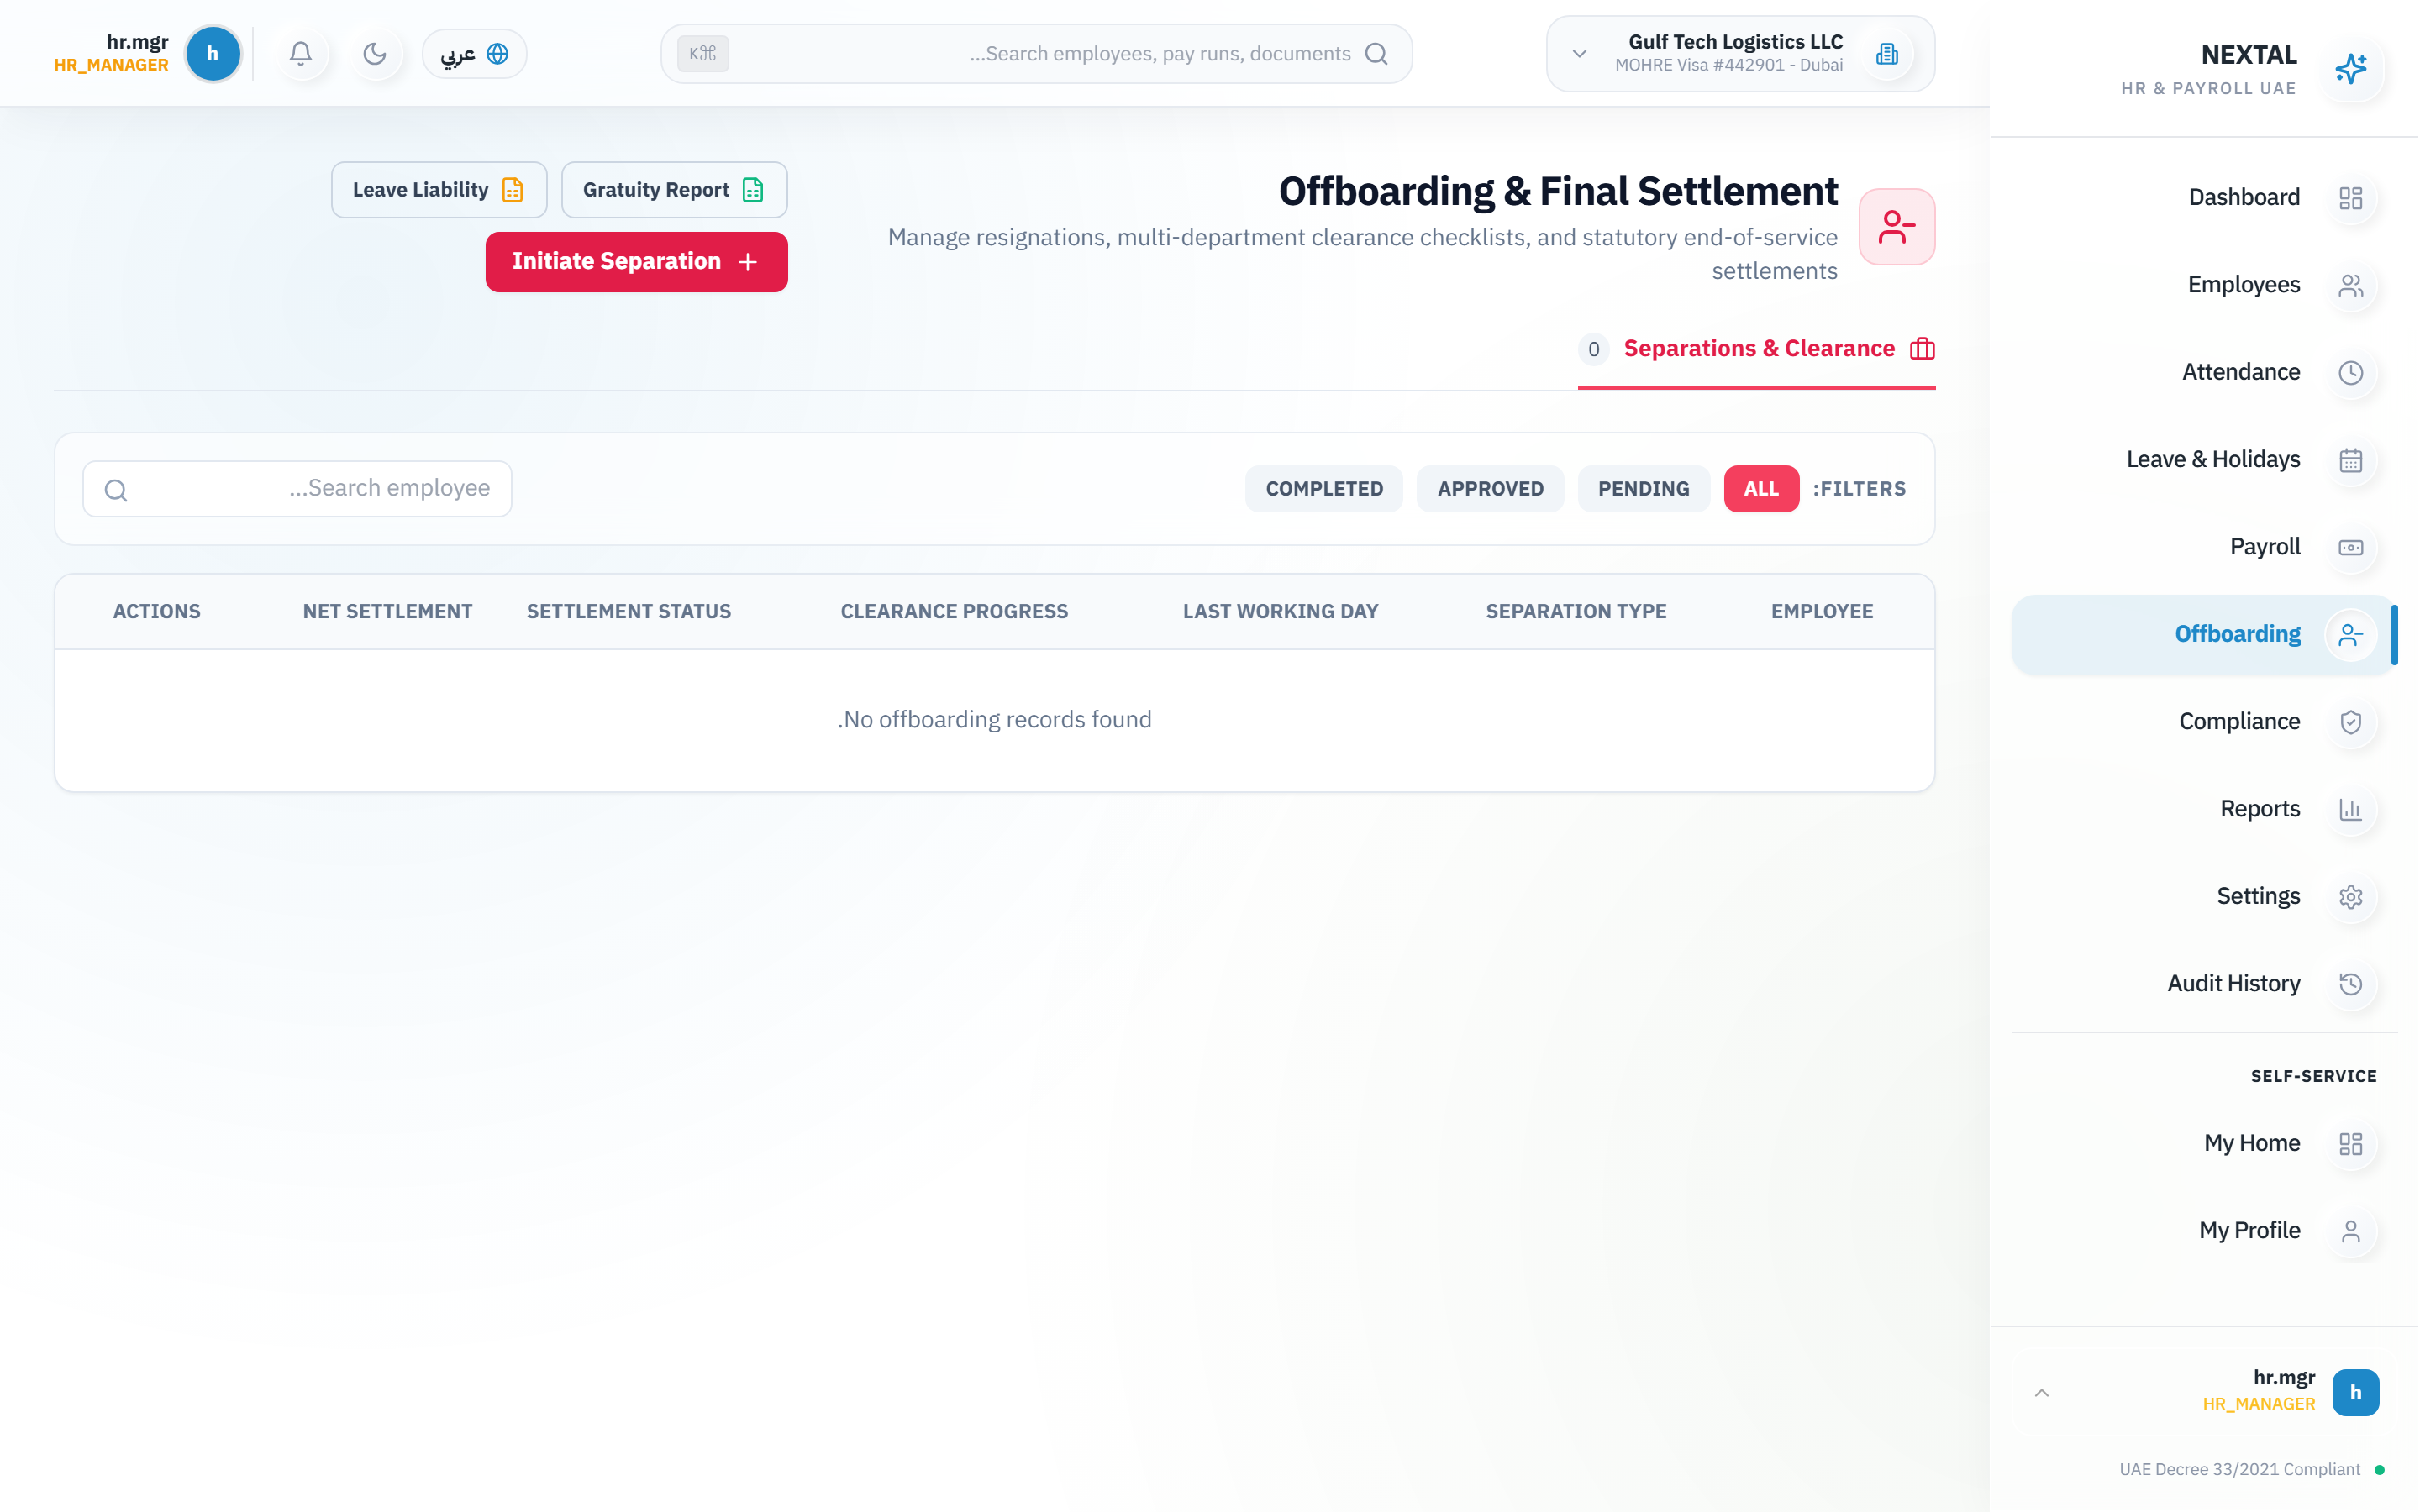 NEXTAL
HR & PAYROLL UAE
Dashboard
Employees
Attendance
Leave & Holidays
Payroll
Offboarding
Compliance
Reports
Settings
Audit History
SELF-SERVICE
My Home
My Profile
hr.mgr
HR_MANAGER
h
UAE Decree 33/2021 Compliant
Gulf Tech Logistics LLC
MOHRE Visa #442901 - Dubai
...Search employees, pay runs, documents
K⌘
عربي
h
hr.mgr
HR_MANAGER
Offboarding & Final Settlement
Manage resignations, multi-department clearance checklists, and statutory end-of-service
settlements
Gratuity Report
Leave Liability
Initiate Separation
Separations & Clearance 0
:FILTERS
ALL
PENDING
APPROVED
COMPLETED
...Search employee
EMPLOYEE
SEPARATION TYPE
LAST WORKING DAY
CLEARANCE PROGRESS
SETTLEMENT STATUS
NET SETTLEMENT
ACTIONS
.No offboarding records found